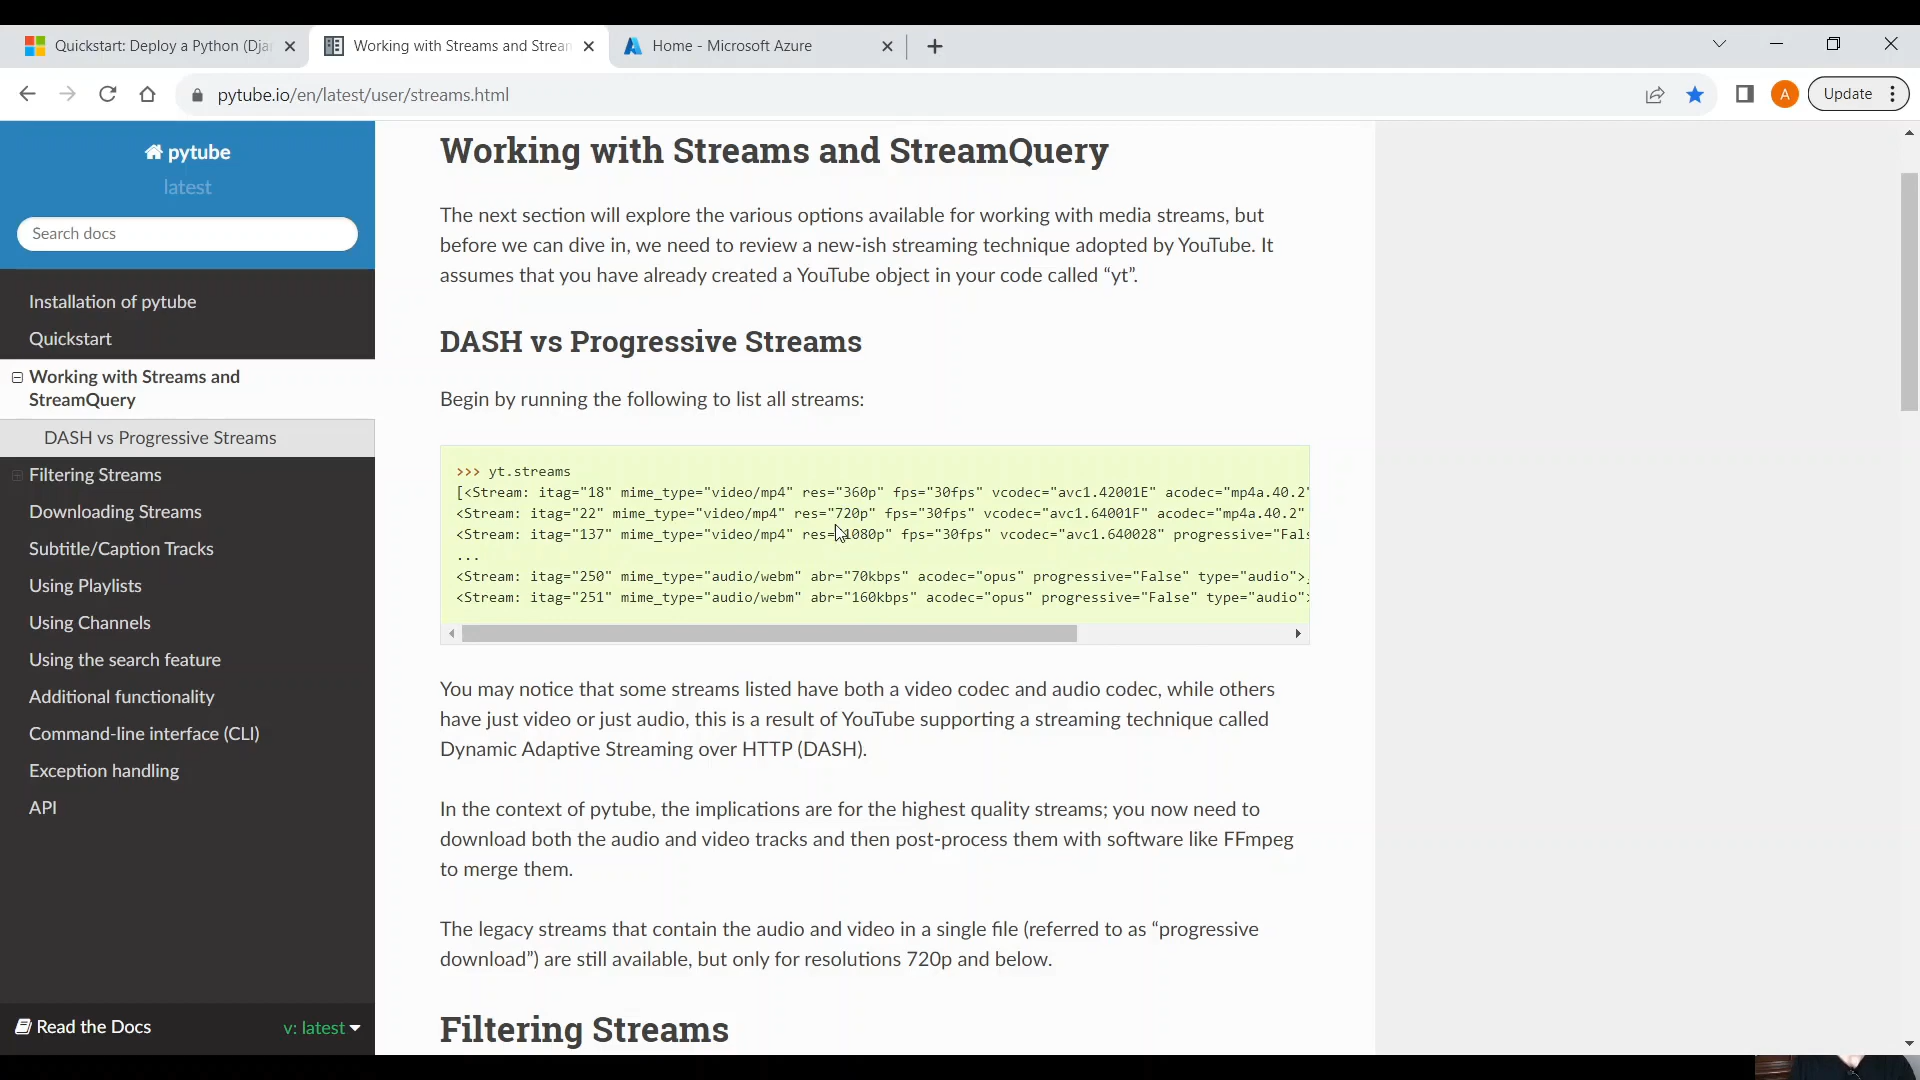 Quickstart: Deploy a Python (Dja
Working with Streams and Stream
Home - Microsoft Azure
pytube.io/en/latest/user/streams.html
A
Update
pytube
latest
Search docs
Installation of pytube
Quickstart
Working with Streams and
StreamQuery
DASH vs Progressive Streams
Filtering Streams
Downloading Streams
Subtitle/Caption Tracks
Using Playlists
Using Channels
Using the search feature
Additional functionality
Command-line interface (CLI)
Exception handling
API
Read the Docs
v: latest
Working with Streams and StreamQuery
The next section will explore the various options available for working with media streams, but
before we can dive in, we need to review a new-ish streaming technique adopted by YouTube. It
assumes that you have already created a YouTube object in your code called “yt”.
DASH vs Progressive Streams
Begin by running the following to list all streams:
>>> yt.streams
[<Stream: itag="18" mime_type="video/mp4" res="360p" fps="30fps" vcodec="avc1.42001E" acodec="mp4a.40.2"
<Stream: itag="22" mime_type="video/mp4" res="720p" fps="30fps" vcodec="avc1.64001F" acodec="mp4a.40.2"
<Stream: itag="137" mime_type="video/mp4" res="1080p" fps="30fps" vcodec="avc1.640028" progressive="Fals
...
<Stream: itag="250" mime_type="audio/webm" abr="70kbps" acodec="opus" progressive="False" type="audio">,
<Stream: itag="251" mime_type="audio/webm" abr="160kbps" acodec="opus" progressive="False" type="audio">
You may notice that some streams listed have both a video codec and audio codec, while others
have just video or just audio, this is a result of YouTube supporting a streaming technique called
Dynamic Adaptive Streaming over HTTP (DASH).
In the context of pytube, the implications are for the highest quality streams; you now need to
download both the audio and video tracks and then post-process them with software like FFmpeg
to merge them.
The legacy streams that contain the audio and video in a single file (referred to as “progressive
download”) are still available, but only for resolutions 720p and below.
Filtering Streams